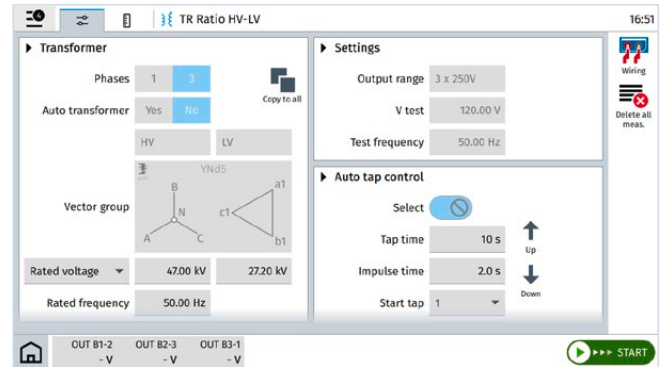 TR Ratio HV-LV
16:51
Transformer
Phases 1 3
Copy to all
Auto transformer Yes No
HV LV
YNd5
Vector group
B
N
A C
a1
c1
b1
Rated voltage 47.00 kV 27.20 kV
Rated frequency 50.00 Hz
Settings
Output range 3 x 250V
V test 120.00 V
Test frequency 50.00 Hz
Auto tap control
Select
Tap time 10 s
Up
Impulse time 2.0 s
Down
Start tap 1
Wiring
Delete all
meas.
OUT B1-2 OUT B2-3 OUT B3-1
- V - V - V
START